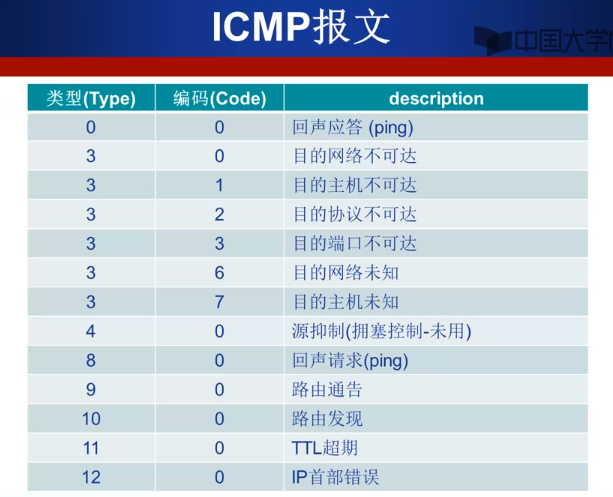 ICMP报文
中国大学
类型(Type) 编码(Code) description
0 0 回声应答 (ping)
3 0 目的网络不可达
3 1 目的主机不可达
3 2 目的协议不可达
3 3 目的端口不可达
3 6 目的网络未知
3 7 目的主机未知
4 0 源抑制(拥塞控制-未用)
8 0 回声请求(ping)
9 0 路由通告
10 0 路由发现
11 0 TTL超期
12 0 IP首部错误